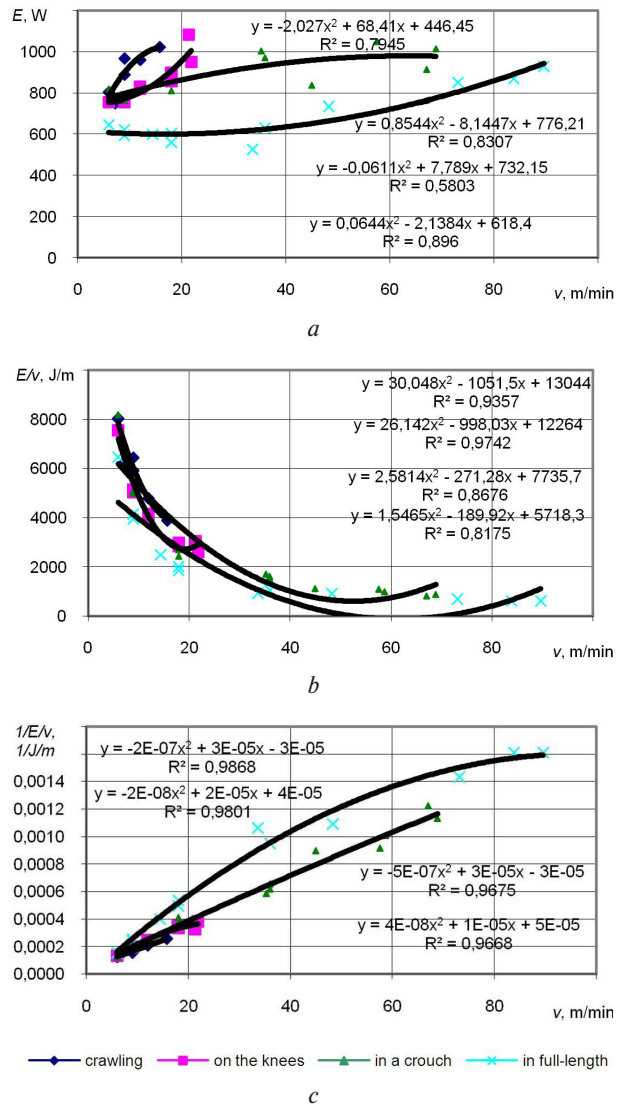 E, W
y = -2,027x² + 68,41x + 446,45
R² = 0,7945
1200
1000
800
600
400
200
0
y = 0,8544x² - 8,1447x + 776,21
R² = 0,8307
y = -0,0611x² + 7,789x + 732,15
R² = 0,5803
y = 0,0644x² - 2,1384x + 618,4
R² = 0,896
0 20 40 60 80
v, m/min
a
E/v, J/m
y = 30,048x² - 1051,5x + 13044
R² = 0,9357
y = 26,142x² - 998,03x + 12264
R² = 0,9742
y = 2,5814x² - 271,28x + 7735,7
R² = 0,8676
y = 1,5465x² - 189,92x + 5718,3
R² = 0,8175
8000
6000
4000
2000
0
0 20 40 60 80
v, m/min
b
1/E/v,
1/J/m
y = -2E-07x² + 3E-05x - 3E-05
R² = 0,9868
y = -2E-08x² + 2E-05x + 4E-05
R² = 0,9801
0,0014
0,0012
0,0010
0,0008
0,0006
0,0004
0,0002
0,0000
y = -5E-07x² + 3E-05x - 3E-05
R² = 0,9675
y = 4E-08x² + 1E-05x + 5E-05
R² = 0,9668
0 20 40 60 80
v, m/min
crawling on the knees in a crouch in full-length
c